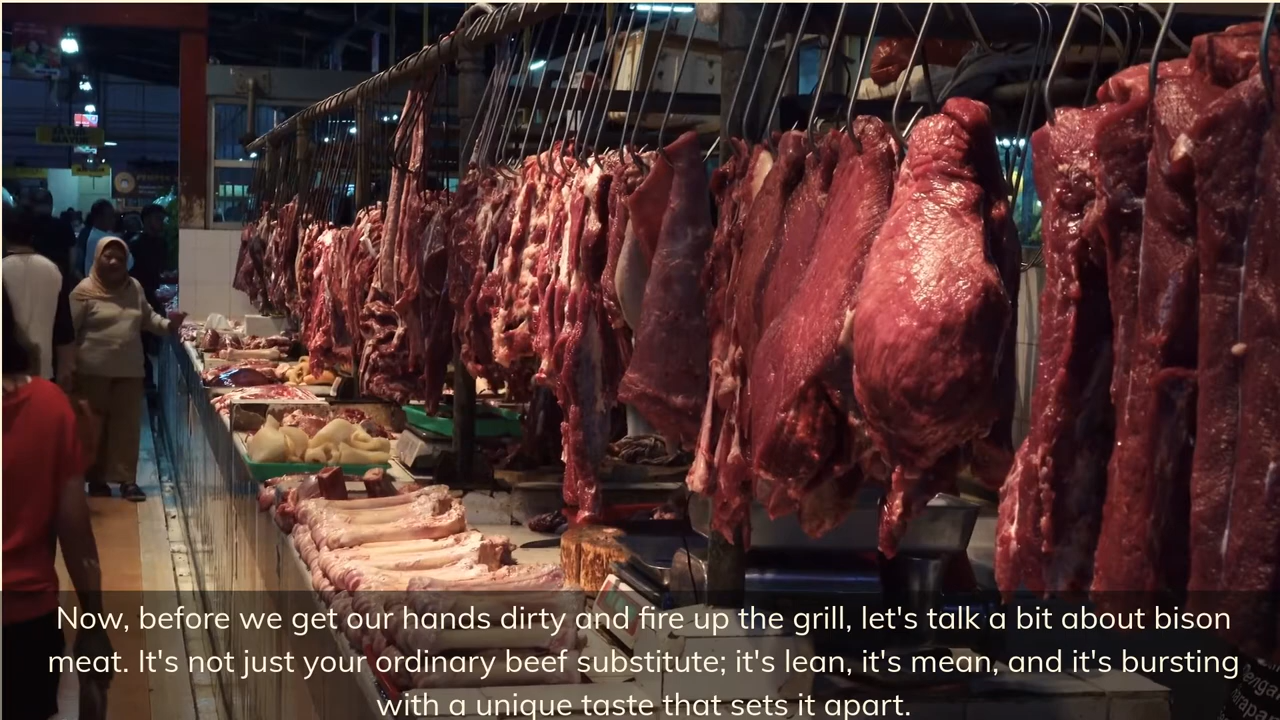 Now, before we get our hands dirty and fire up the grill, let's talk a bit about bison
meat. It's not just your ordinary beef substitute; it's lean, it's mean, and it's bursting
with a unique taste that sets it apart.